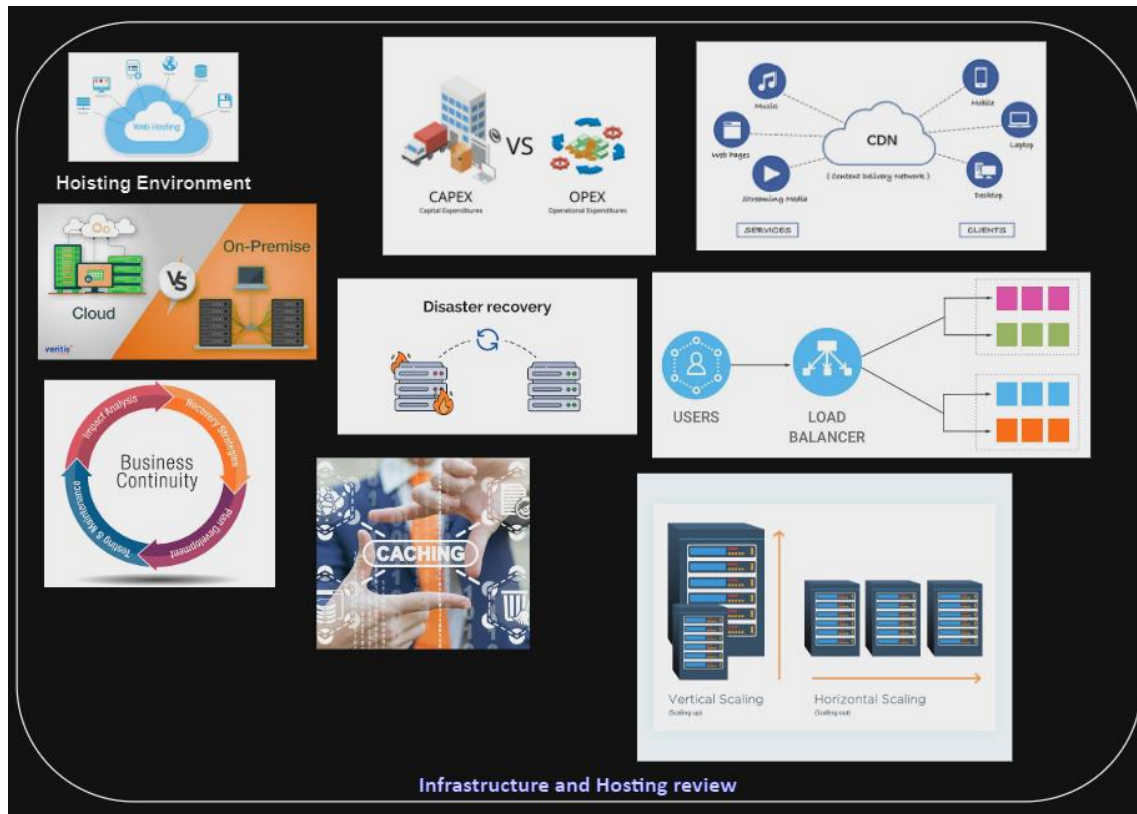 Web Hosting
Hoisting Environment
Cloud
VS
On-Premise
veritis
Impact Analysis
Recovery Strategies
Plan Development
Testing & Maintenance
Business
Continuity
VS
CAPEX
Capital Expenditures
OPEX
Operational Expenditures
Disaster recovery
CACHING
Music
Web Pages
Streaming Media
SERVICES
CDN
( Content Delivery Network )
Mobile
Laptop
Desktop
CLIENTS
USERS
LOAD
BALANCER
Vertical Scaling
(Scaling up)
Horizontal Scaling
(Scaling out)
Infrastructure and Hosting review